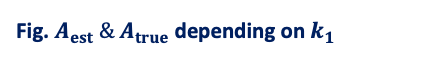 Fig. A_est & A_true depending on k_1